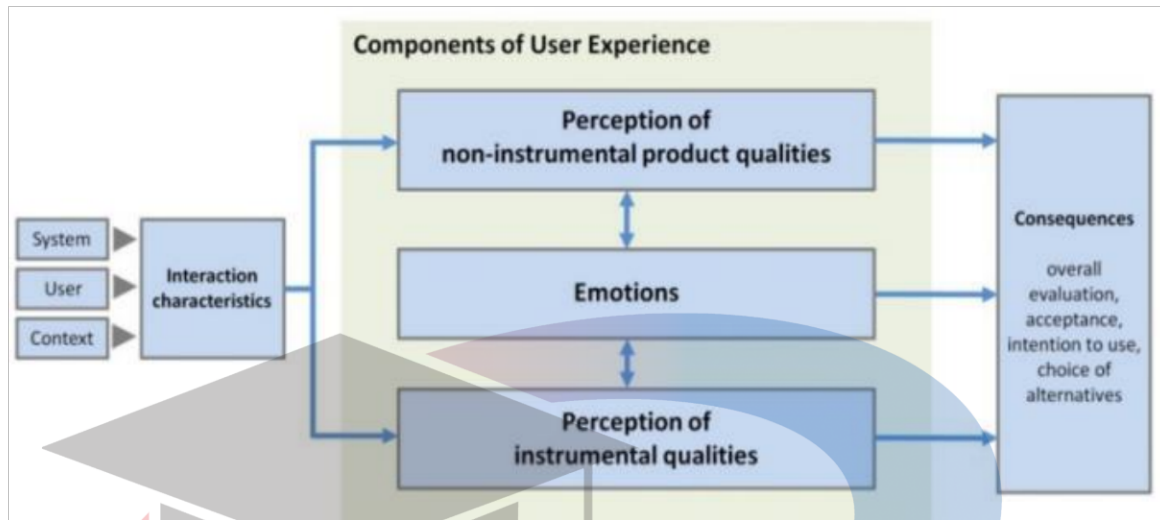 Components of User Experience
System
User
Context
Interaction
characteristics
Perception of
non-instrumental product qualities
Emotions
Perception of
instrumental qualities
Consequences
overall
evaluation,
acceptance,
intention to use,
choice of
alternatives